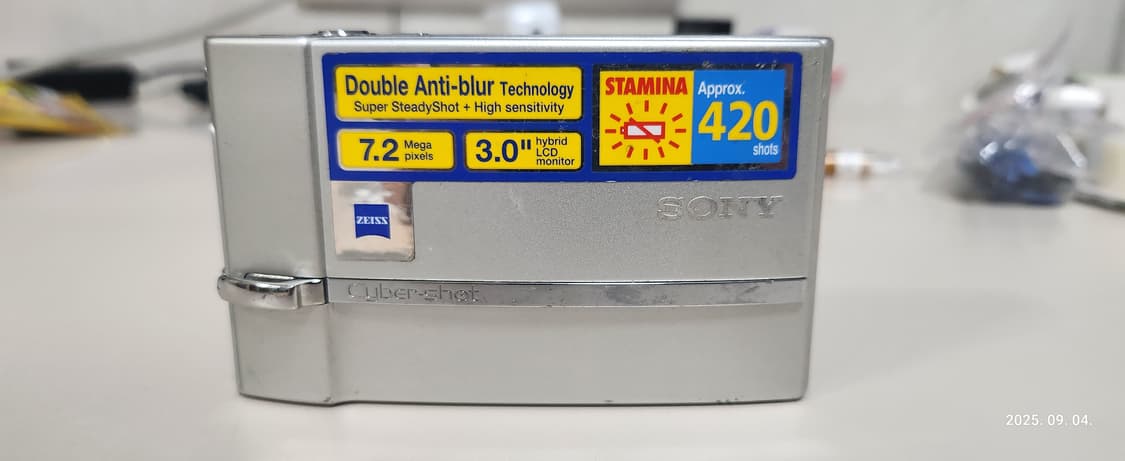 Double Anti-blur Technology
Super SteadyShot + High sensitivity
7.2 Mega
pixels
3.0" hybrid
LCD
monitor
STAMINA
Approx.
420
shots
ZEISS
SONY
Cyber-shot
2025. 09. 04.